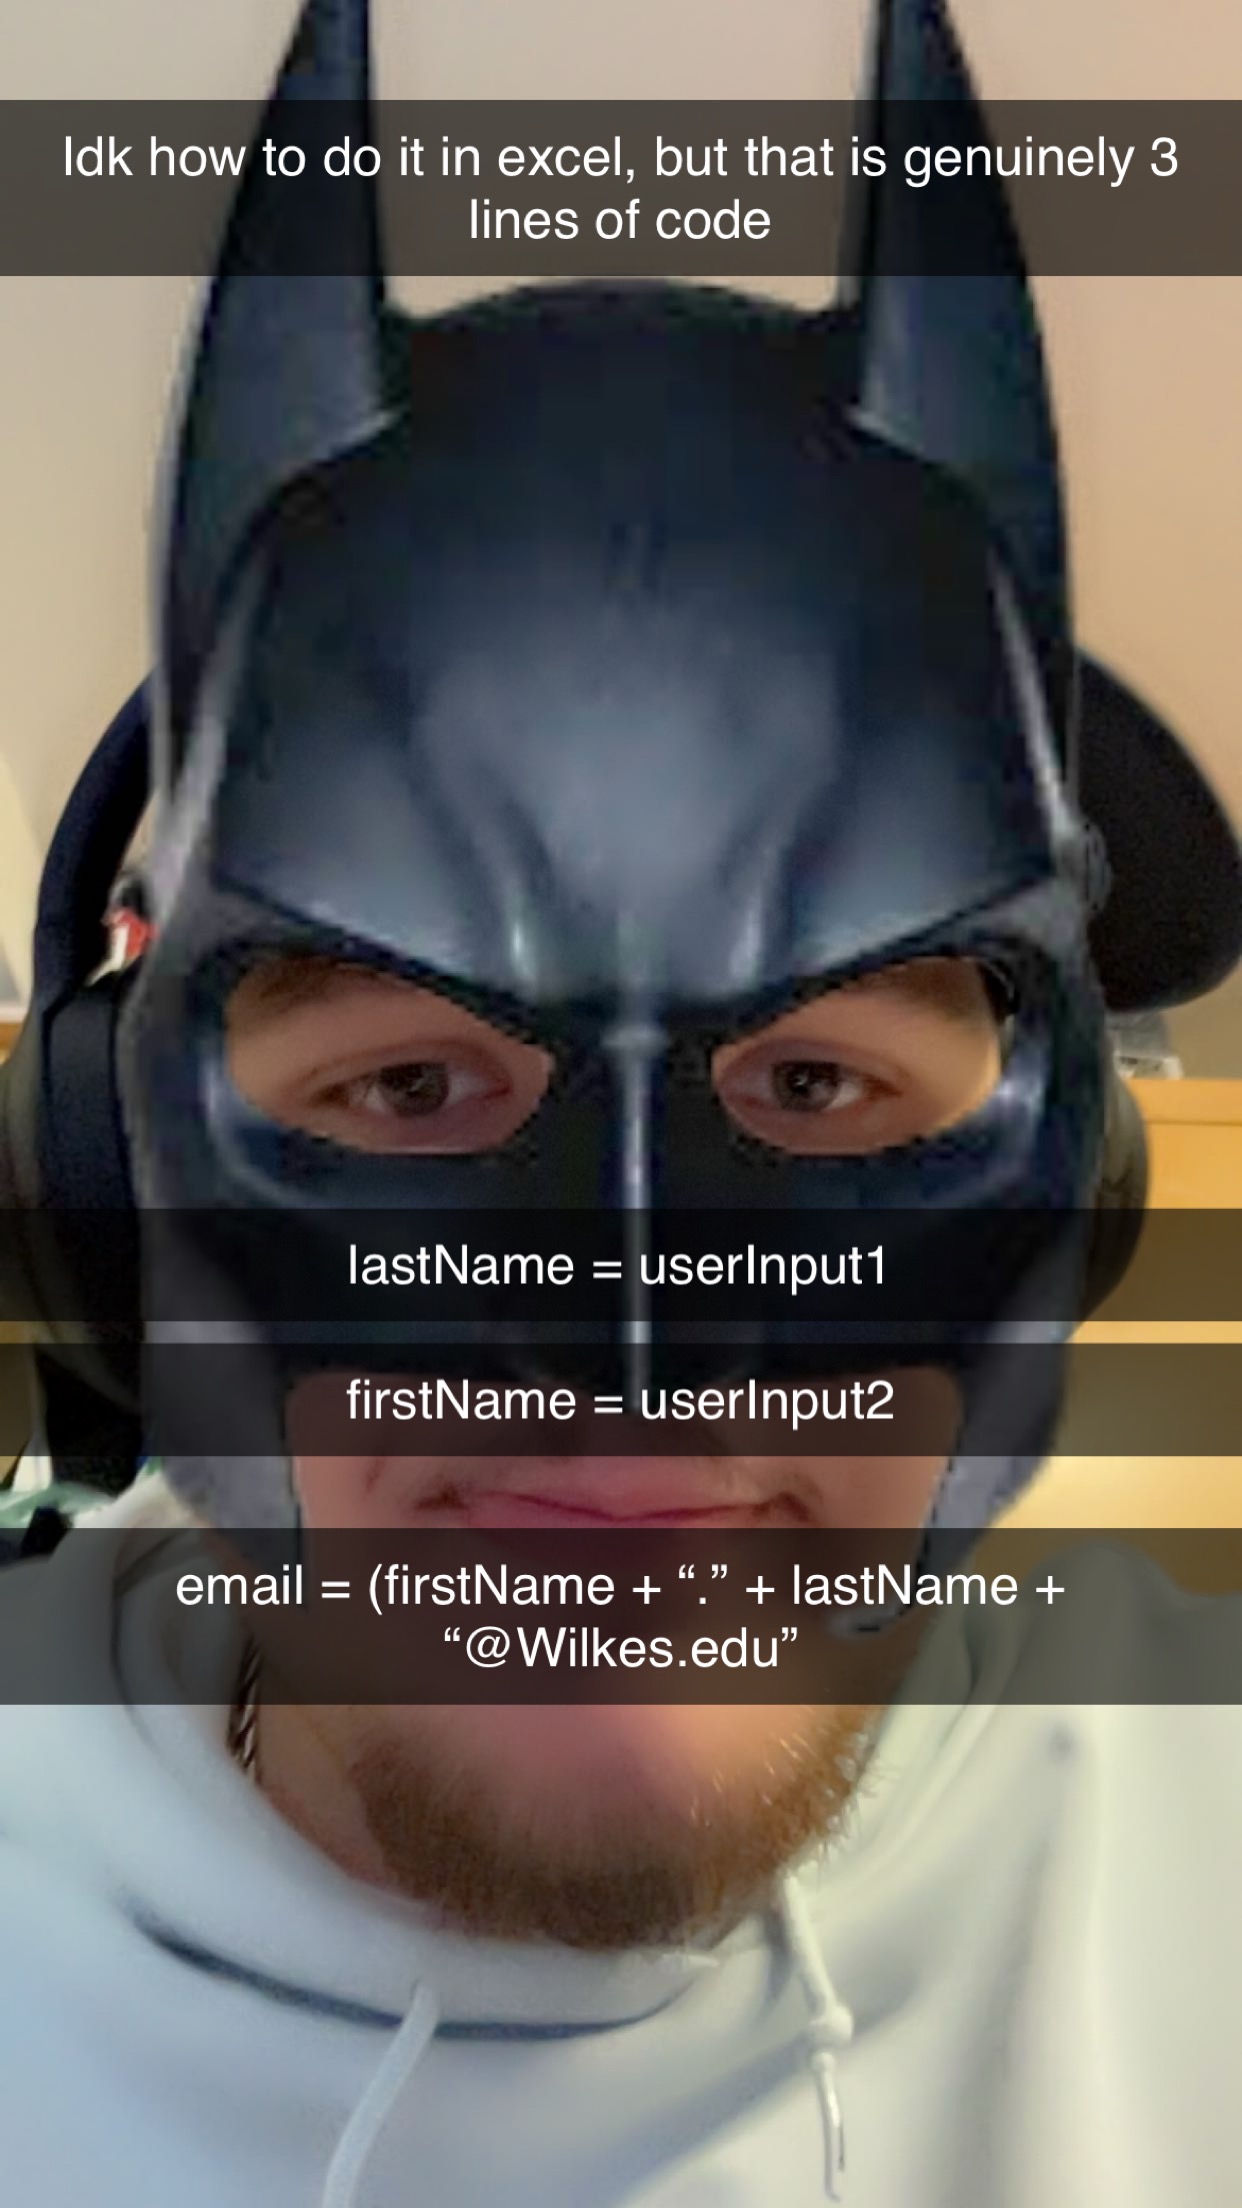 Idk how to do it in excel, but that is genuinely 3
lines of code
lastName = userInput1
firstName = userInput2
email = (firstName + “.” + lastName +
“@Wilkes.edu”